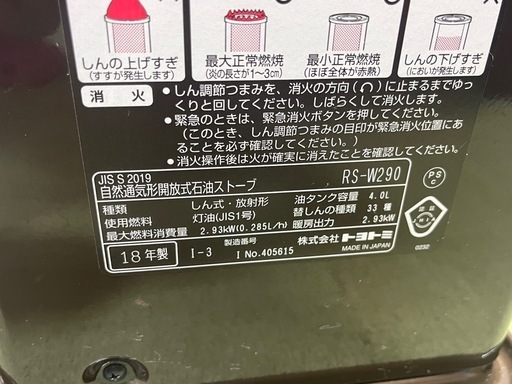 しんの上げすぎ
(すすが発生します)
最大正常燃焼
(炎の長さが1〜3cm)
最小正常燃焼
(ほぼ全体が赤熱)
しんの下げすぎ
(においが発生します)
消 火
・しん調節つまみを、消火の方向( )に止まるまでゆっ
くりと回してください。しばらくして消火します。
・緊急のときは、緊急消火ボタンを押してください。
(このとき、しん調節つまみの目印が緊急消火位置にあ
ることを必ず確認してください。)
・消火操作後は火が確実に消えたことを確認してください。
JIS S 2019
自然通気形開放式石油ストーブ RS-W290
種類 しん式・放射形 油タンク容量 4.0L
使用燃料 灯油(JIS1号) 替しんの種類 33 種
最大燃料消費量 2.93kW(0.285L/h) 暖房出力 2.93kW
18年製 I-3 製造番号 I No.405615 株式会社 トヨトミ
MADE IN JAPAN
PS
C
0232